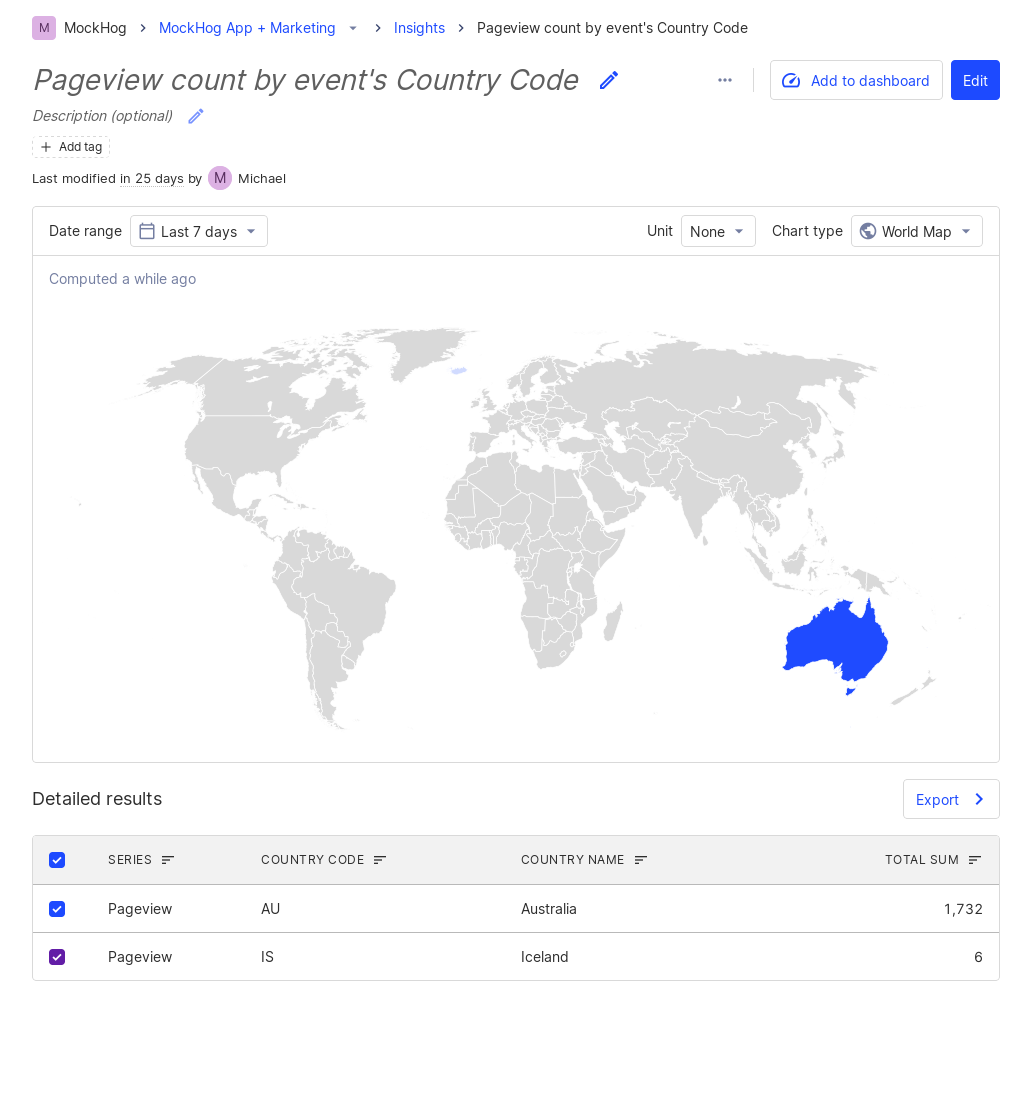 M MockHog MockHog App + Marketing Insights Pageview count by event's Country Code
Pageview count by event's Country Code
Add to dashboard Edit
Description (optional)
Add tag
Last modified in 25 days by M Michael
Date range Last 7 days Unit None Chart type World Map
Computed a while ago
Detailed results Export
SERIES COUNTRY CODE COUNTRY NAME TOTAL SUM
Pageview AU Australia 1,732
Pageview IS Iceland 6